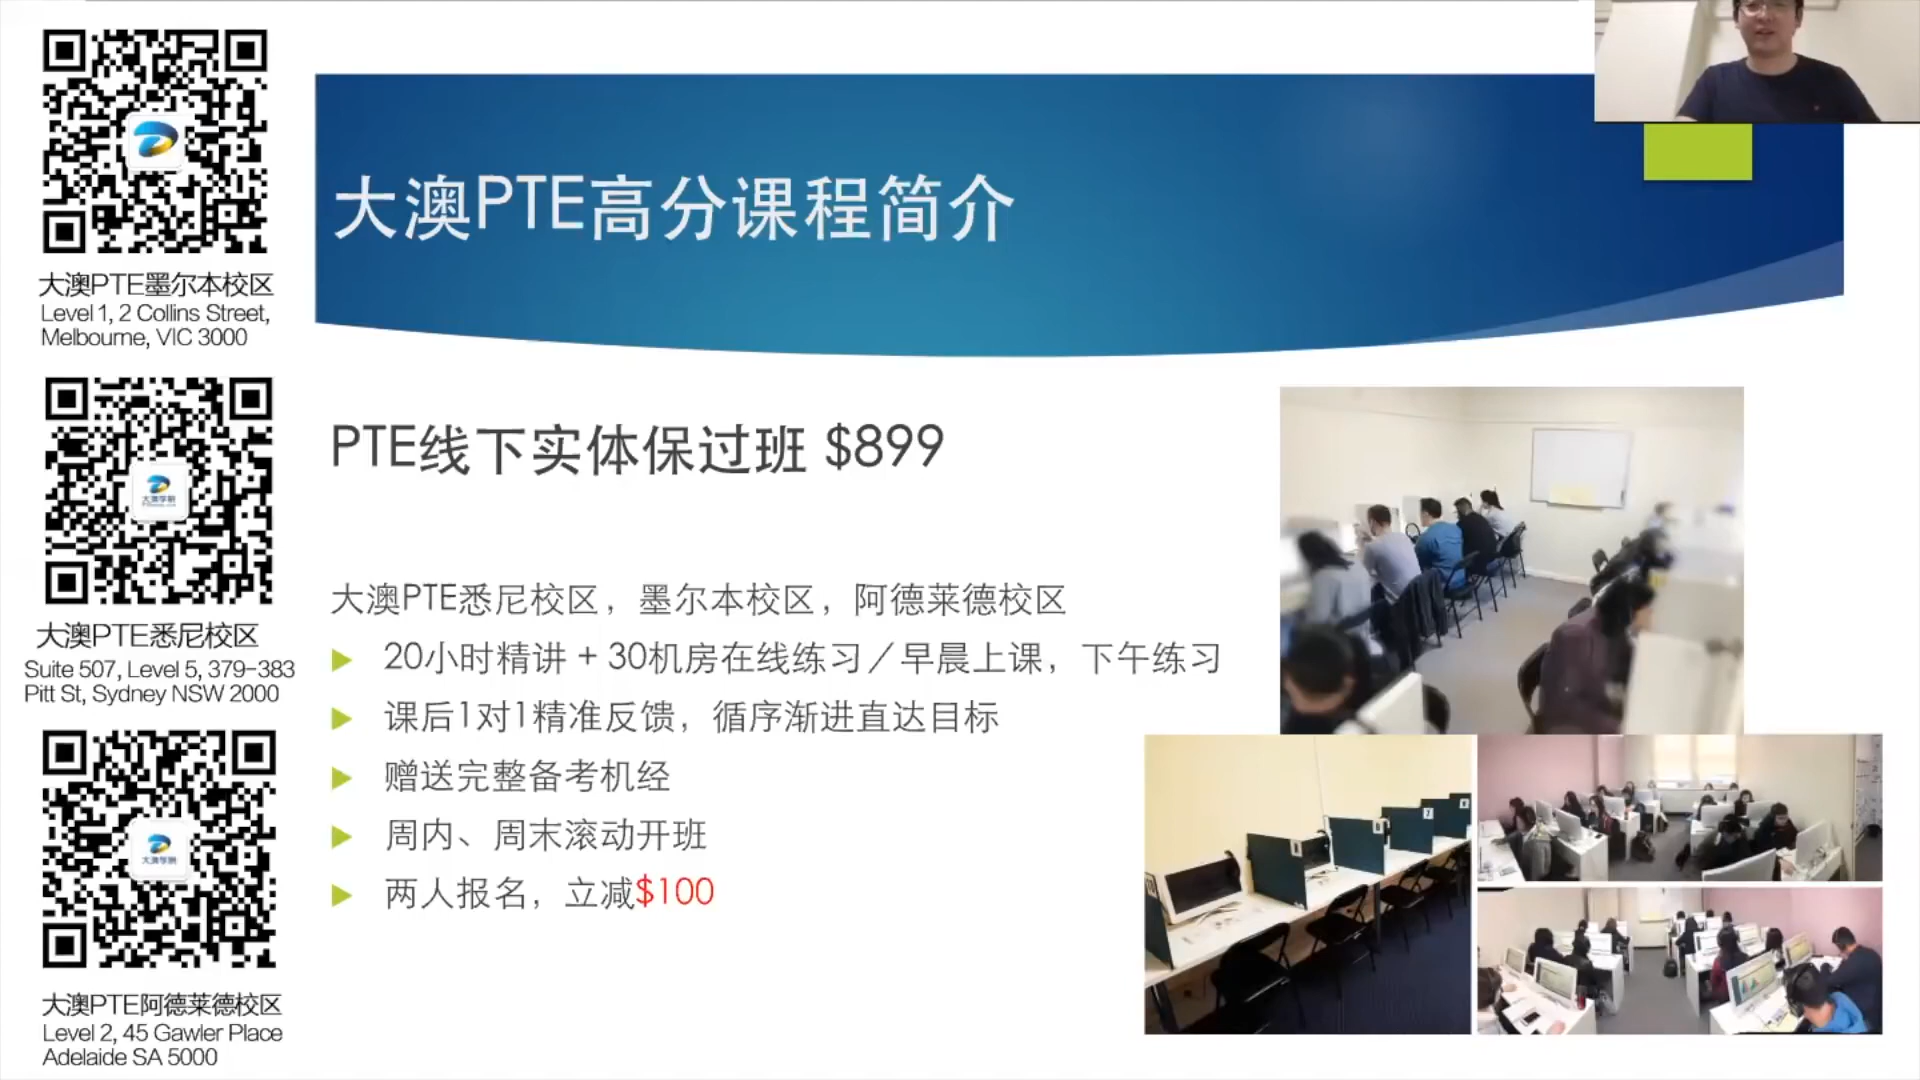 大澳PTE墨尔本校区
Level 1, 2 Collins Street,
Melbourne, VIC 3000
大澳PTE悉尼校区
Suite 507, Level 5, 379-383
Pitt St, Sydney NSW 2000
大澳PTE阿德莱德校区
Level 2, 45 Gawler Place
Adelaide SA 5000
大澳PTE高分课程简介
PTE线下实体保过班 $899
大澳PTE悉尼校区，墨尔本校区，阿德莱德校区
20小时精讲 + 30机房在线练习／早晨上课，下午练习
课后1对1精准反馈，循序渐进直达目标
赠送完整备考机经
周内、周末滚动开班
两人报名，立减$100